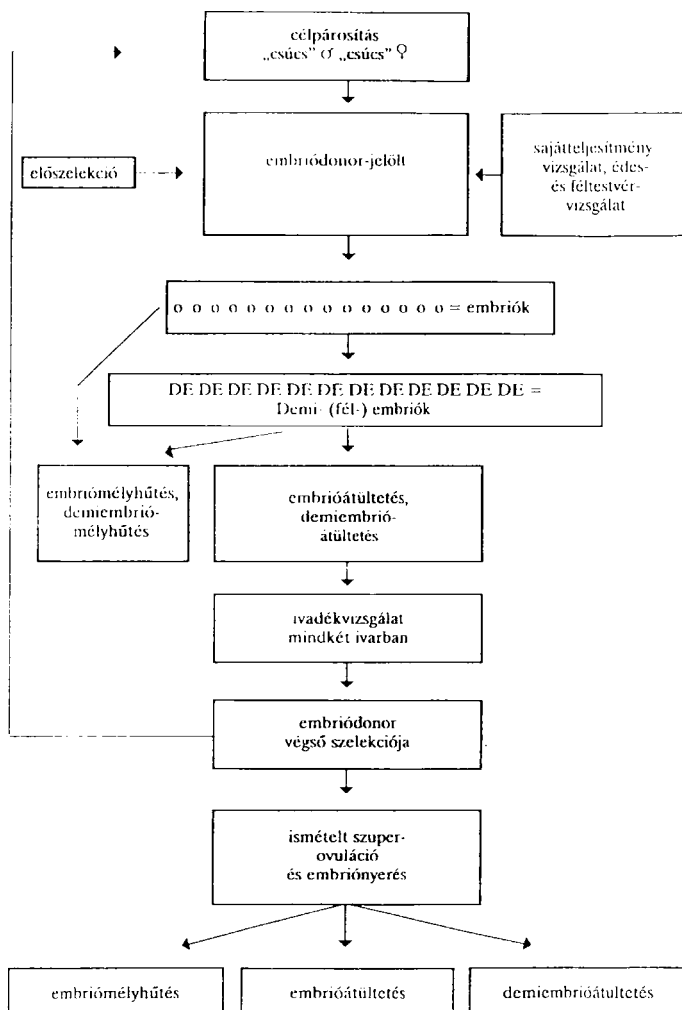 célpárosítás
„csúcs” ♂ „csúcs” ♀
előszelekció
embriódonor-jelölt
sajátteljesítmény
vizsgálat, édes-
és féltestvér-
vizsgálat
o o o o o o o o o o o o o o o o = embriók
DE DE DE DE DE DE DE DE DE DE DE DE =
Demi- (fél-) embriók
embriómélyhűtés,
demiembrió-
mélyhűtés
embrióátültetés,
demiembrió-
átültetés
ivadékvizsgálat
mindkét ivarban
embriódonor
végső szelekciója
ismételt szuper-
ovuláció
és embriónyerés
embriómélyhűtés
embrióátültetés
demiembrióátultetés